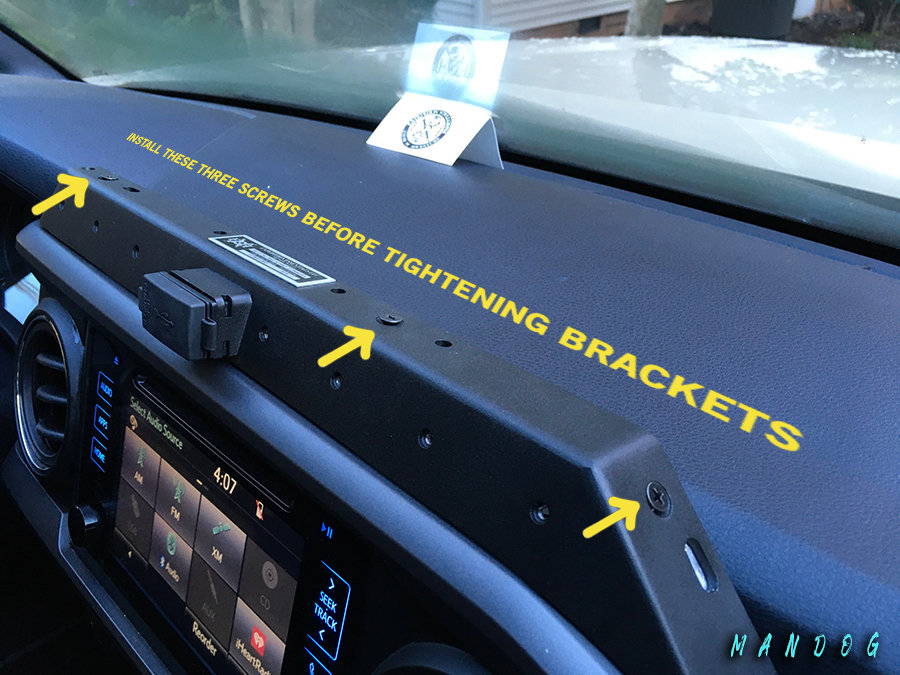 INSTALL THESE THREE SCREWS BEFORE TIGHTENING BRACKETS
AUDIO
APPS
HOME
Select Audio Source
4:07
AM
FM
XM
CD
Audio
AUX
Reorder
iHeartRadi
SEEK
TRACK
MANDOG